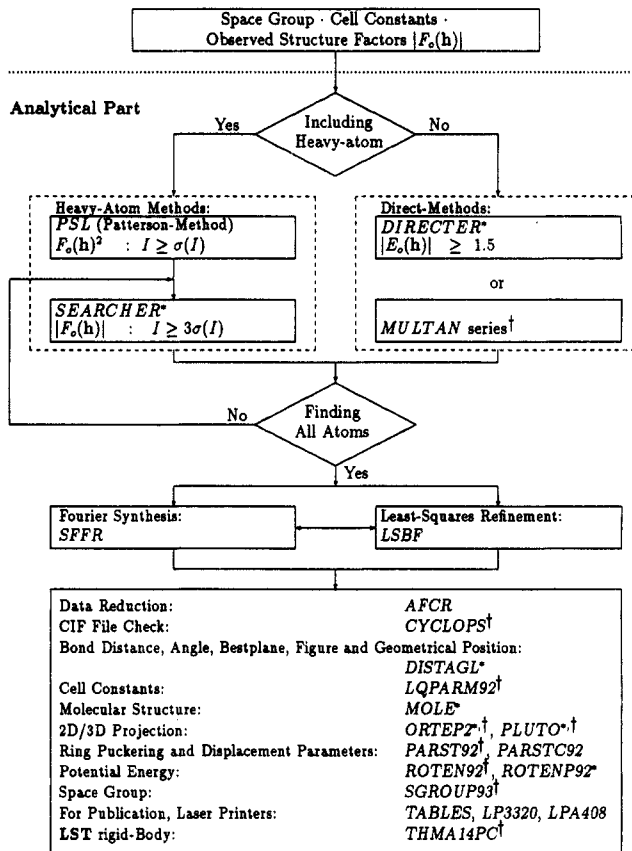 Space Group · Cell Constants ·
Observed Structure Factors |Fₒ(h)|
Analytical Part
Including
Heavy-atom
Yes
No
Heavy-Atom Methods:
PSL (Patterson-Method)
Fₒ(h)² : I ≥ σ(I)
SEARCHER*
|Fₒ(h)| : I ≥ 3σ(I)
Direct-Methods:
DIRECTER*
|Eₒ(h)| ≥ 1.5
or
MULTAN series†
No
Finding
All Atoms
Yes
Fourier Synthesis:
SFFR
Least-Squares Refinement:
LSBF
Data Reduction: AFCR
CIF File Check: CYCLOPS†
Bond Distance, Angle, Bestplane, Figure and Geometrical Position:
DISTAGL*
Cell Constants: LQPARM92†
Molecular Structure: MOLE*
2D/3D Projection: ORTEP2*,†, PLUTO*,†
Ring Puckering and Displacement Parameters: PARST92†, PARSTC92
Potential Energy: ROTEN92†, ROTENP92*
Space Group: SGROUP93†
For Publication, Laser Printers: TABLES, LP3320, LPA408
LST rigid-Body: THMA14PC†